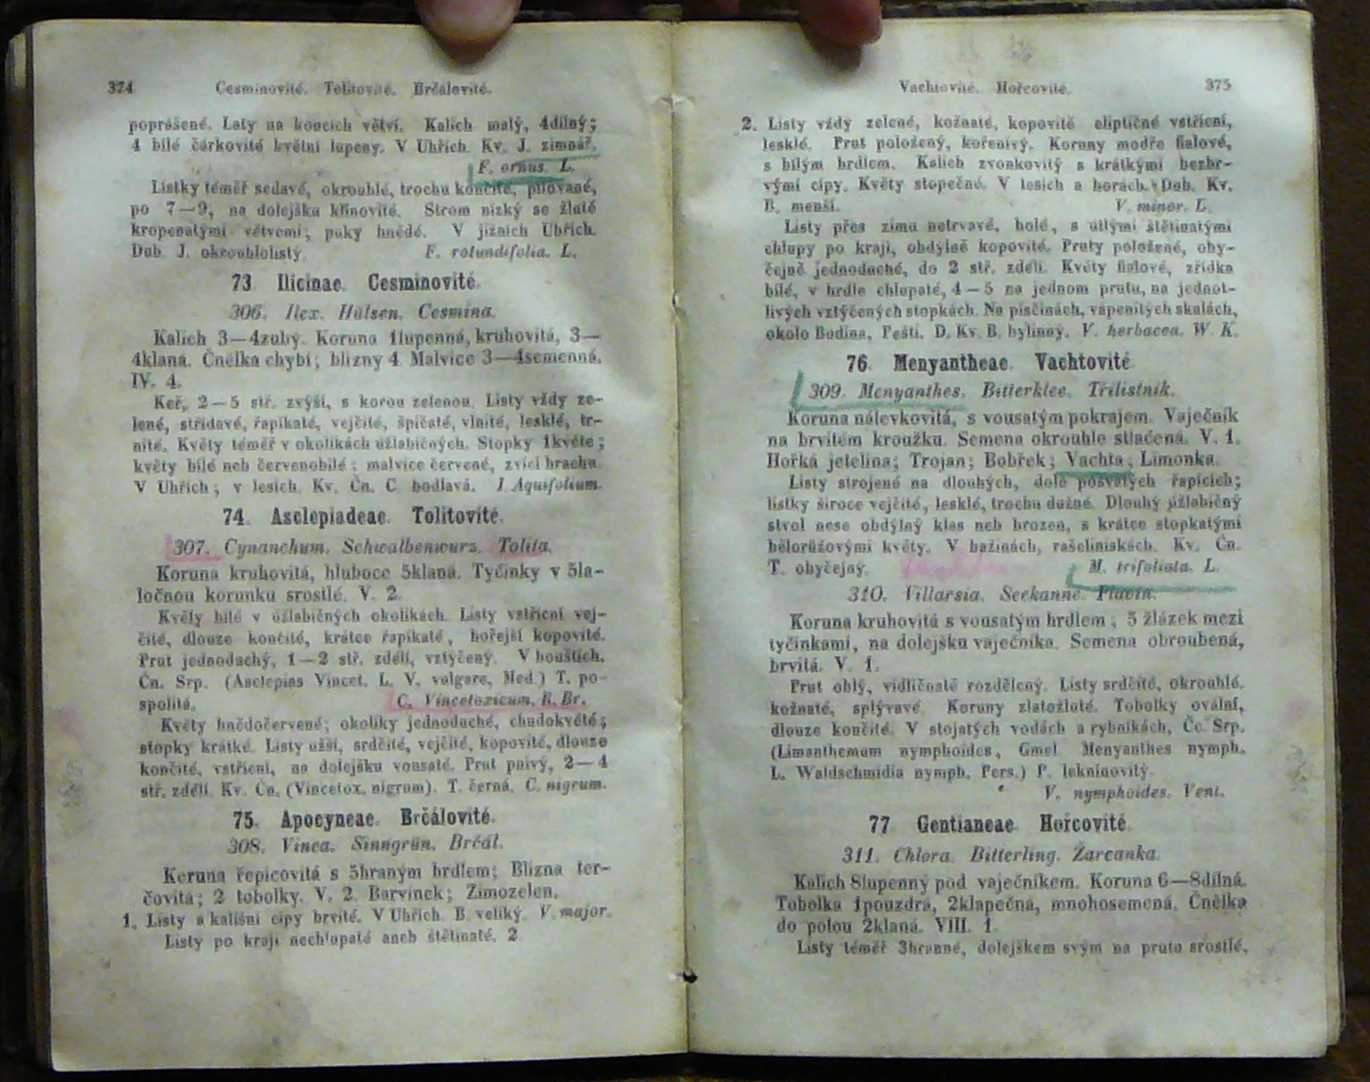 374 Cesminovité. Tolitovité. Brčálovité.
poprášené. Laty na koncích větví. Kalich malý, 4dílný;
4 bílé čárkovité květní lupeny. V Uhřích. Kv. J. zimnář.
F. ornus. L.
Lístky téměř sedavé, okrouhlé, trochu končité, pilované,
po 7—9, na dolejšku klínovité. Strom nízký se žlutě
kropenatými větvemi; puky hnědé. V jižních Uhřích.
Dub. J. okrouhlolistý. F. rotundifolia. L.
73. Ilicinae. Cesminovité.
306. Ilex. Hülsen. Cesmina.
Kalich 3—4zubý. Koruna 1lupenná, kruhovitá, 3—
4klaná. Čnělka chybí; blizny 4. Malvice 3—4semenná.
IV. 4.
Keř, 2—5 stř. zvýší, s korou zelenou. Listy vždy ze-
lené, střídavé, řapíkaté, vejčité, špičaté, vlnité, lesklé, tr-
nité. Květy téměř v okolíkách úžlabičných. Stopky 1květé;
květy bílé neb červenobílé; malvice červené, zvící hrachu.
V Uhřích; v lesích. Kv. Čn. C. bodlavá. I. Aquifolium.
74. Asclepiadeae. Tolitovité.
307. Cynanchum. Schwalbenwurz. Tolita.
Koruna kruhovitá, hluboce 5klaná. Tyčinky v 5la-
ločnou korunku srostlé. V. 2.
Květy bílé v úžlabičných okolíkách. Listy vstřícní vej-
čité, dlouze končité, krátce řapíkaté, hořejší kopovité.
Prut jednoduchý, 1—2 stř. zdélí, vztyčený. V houštích.
Čn. Srp. (Asclepias Vincet. L. V. vulgare, Med.) T. po-
spolitá. C. Vincetoxicum. R. Br.
Květy hnědočervené; okolíky jednoduché, chudokvěté;
stopky krátké. Listy užší, srdčité, vejčité, kopovité, dlouze
končité, vstřícní, na dolejšku vousaté. Prut pnivý, 2—4
stř. zdélí. Kv. Čn. (Vincetox. nigrum). T. černá. C. nigrum.
75. Apocyneae. Brčálovité.
308. Vinca. Sinngrün. Brčál.
Koruna řepicovitá s 5hraným hrdlem; Blizna ter-
čovitá; 2 tobolky. V. 2. Barvínek; Zimozelen.
1. Listy a kališní cípy brvité. V Uhřích. B. veliký. V. major.
Listy po kraji nechlupaté aneb štětinaté. 2
Vachtovité. Hořcovité. 375
2. Listy vždy zelené, kožnaté, kopovitě eliptičné vstřícní,
lesklé. Prut položený, kořenivý. Koruny modře fialové,
s bílým hrdlem. Kalich zvonkovitý s krátkými bezbr-
vými cípy. Květy stopečné. V lesích a horách. Dub. Kv.
B. menší. V. minor. L.
Listy přes zimu netrvavé, holé, s útlými štětinatými
chlupy po kraji, obdýlně kopovité. Pruty položené, oby-
čejně jednoduché, do 2 stř. zdélí. Květy fialové, zřídka
bílé, v hrdle chlupaté, 4—5 na jednom prutu, na jednot-
livých vztýčených stopkách. Na písčinách, vápenitých skalách,
okolo Budína, Pešti. D. Kv. B. bylinný. V. herbacea. W. K.
76. Menyantheae. Vachtovité.
309. Menyanthes. Bitterklee. Třílistník.
Koruna nálevkovitá, s vousatým pokrajem. Vaječník
na brvitém kroužku. Semena okrouhle stlačená. V. 1.
Hořká jetelina; Trojan; Bobřek; Vachta; Limonka.
Listy strojené na dlouhých, dole pošvatých řapících;
lístky široce vejčité, lesklé, trochu dužné. Dlouhý úžlabičný
stvol nese obdýlný klas neb hrozen, s krátce stopkatými
bělorůžovými květy. V bažinách, rašeliniskách. Kv. Čn.
T. obyčejný. M. trifoliata. L.
310. Villarsia. Seekanne. Plavín.
Koruna kruhovitá s vousatým hrdlem; 5 žlázek mezi
tyčinkami, na dolejšku vaječníka. Semena obroubená,
brvitá. V. 1.
Prut oblý, vidličnatě rozdělený. Listy srdčité, okrouhlé,
kožnaté, splývavé. Koruny zlatožluté. Tobolky ovální,
dlouze končité. V stojatých vodách a rybníkách, Čc. Srp.
(Limanthemum nymphoides, Gmel. Menyanthes nymph.
L. Waldschmidia nymph. Pers.) P. leknínovitý.
V. nymphoides. Vent.
77. Gentianeae. Hořcovité.
311. Chlora. Bitterling. Žarcanka.
Kalich 8lupenný pod vaječníkem. Koruna 6—8dílná.
Tobolka 1pouzdrá, 2klapečná, mnohosemená. Čnělka
do polou 2klaná. VIII. 1.
Listy téměř 3hranné, dolejškem svým na prutu srostlé,